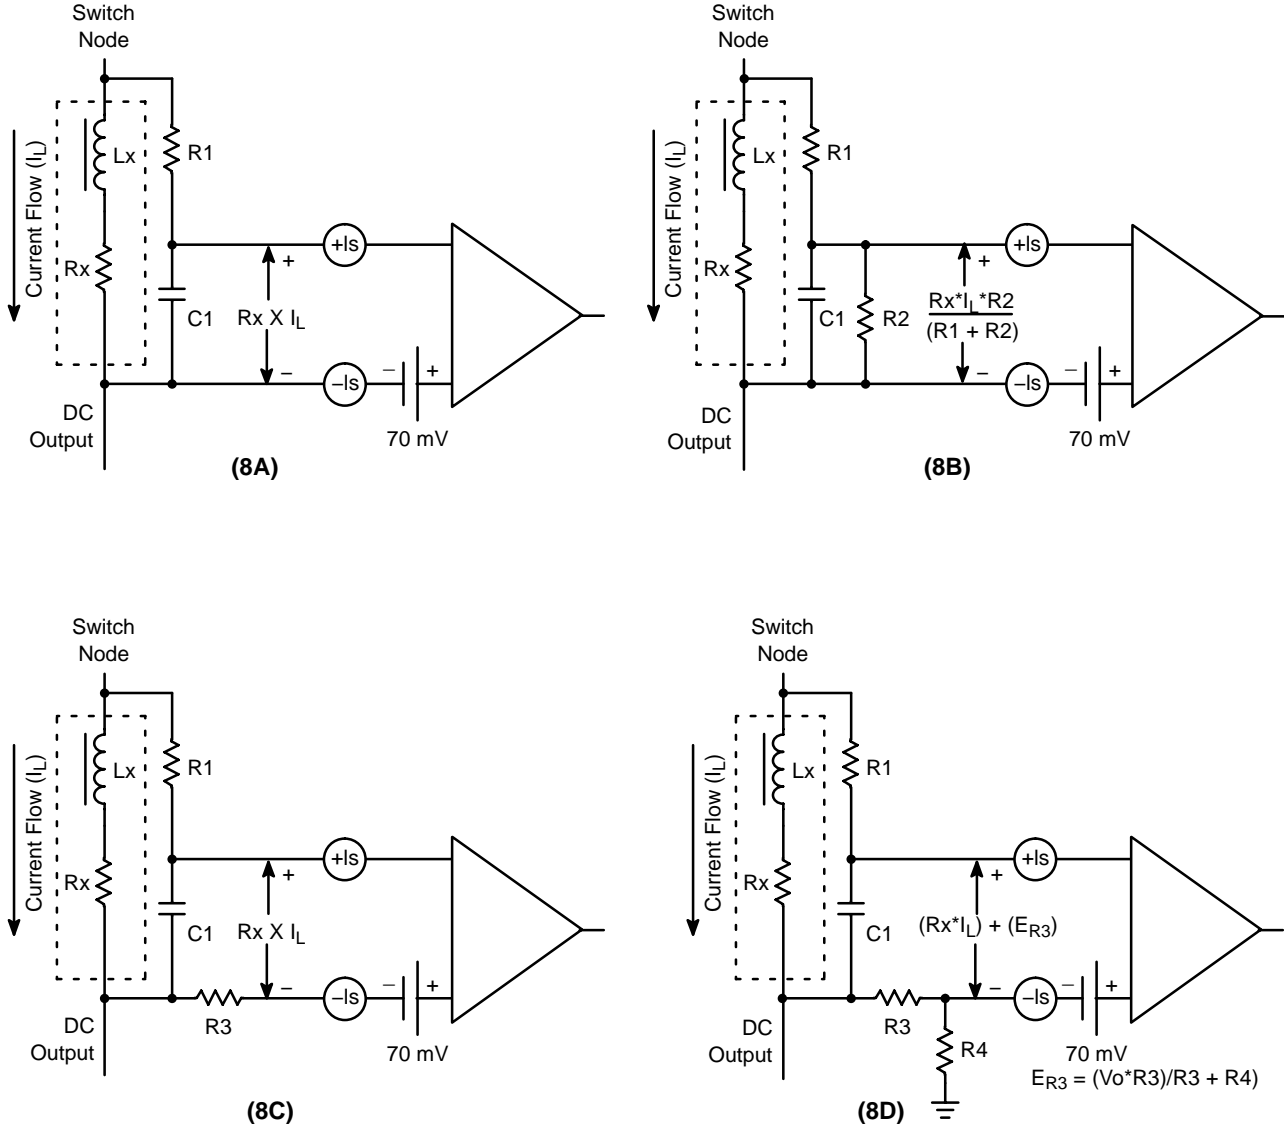 Switch
Node
Current Flow (IL)
Lx
R1
Rx
C1
+Is
+
Rx X IL
−
−Is
− +
70 mV
DC
Output
(8A)
Switch
Node
Current Flow (IL)
Lx
R1
Rx
C1
R2
+Is
+
Rx*IL*R2
(R1 + R2)
−
−Is
− +
70 mV
DC
Output
(8B)
Switch
Node
Current Flow (IL)
Lx
R1
Rx
C1
+Is
+
Rx X IL
−
−Is
− +
R3
70 mV
DC
Output
(8C)
Switch
Node
Current Flow (IL)
Lx
R1
Rx
C1
+Is
+
(Rx*IL) + (ER3)
−
−Is
− +
R3
R4
70 mV
ER3 = (Vo*R3)/R3 + R4)
DC
Output
(8D)